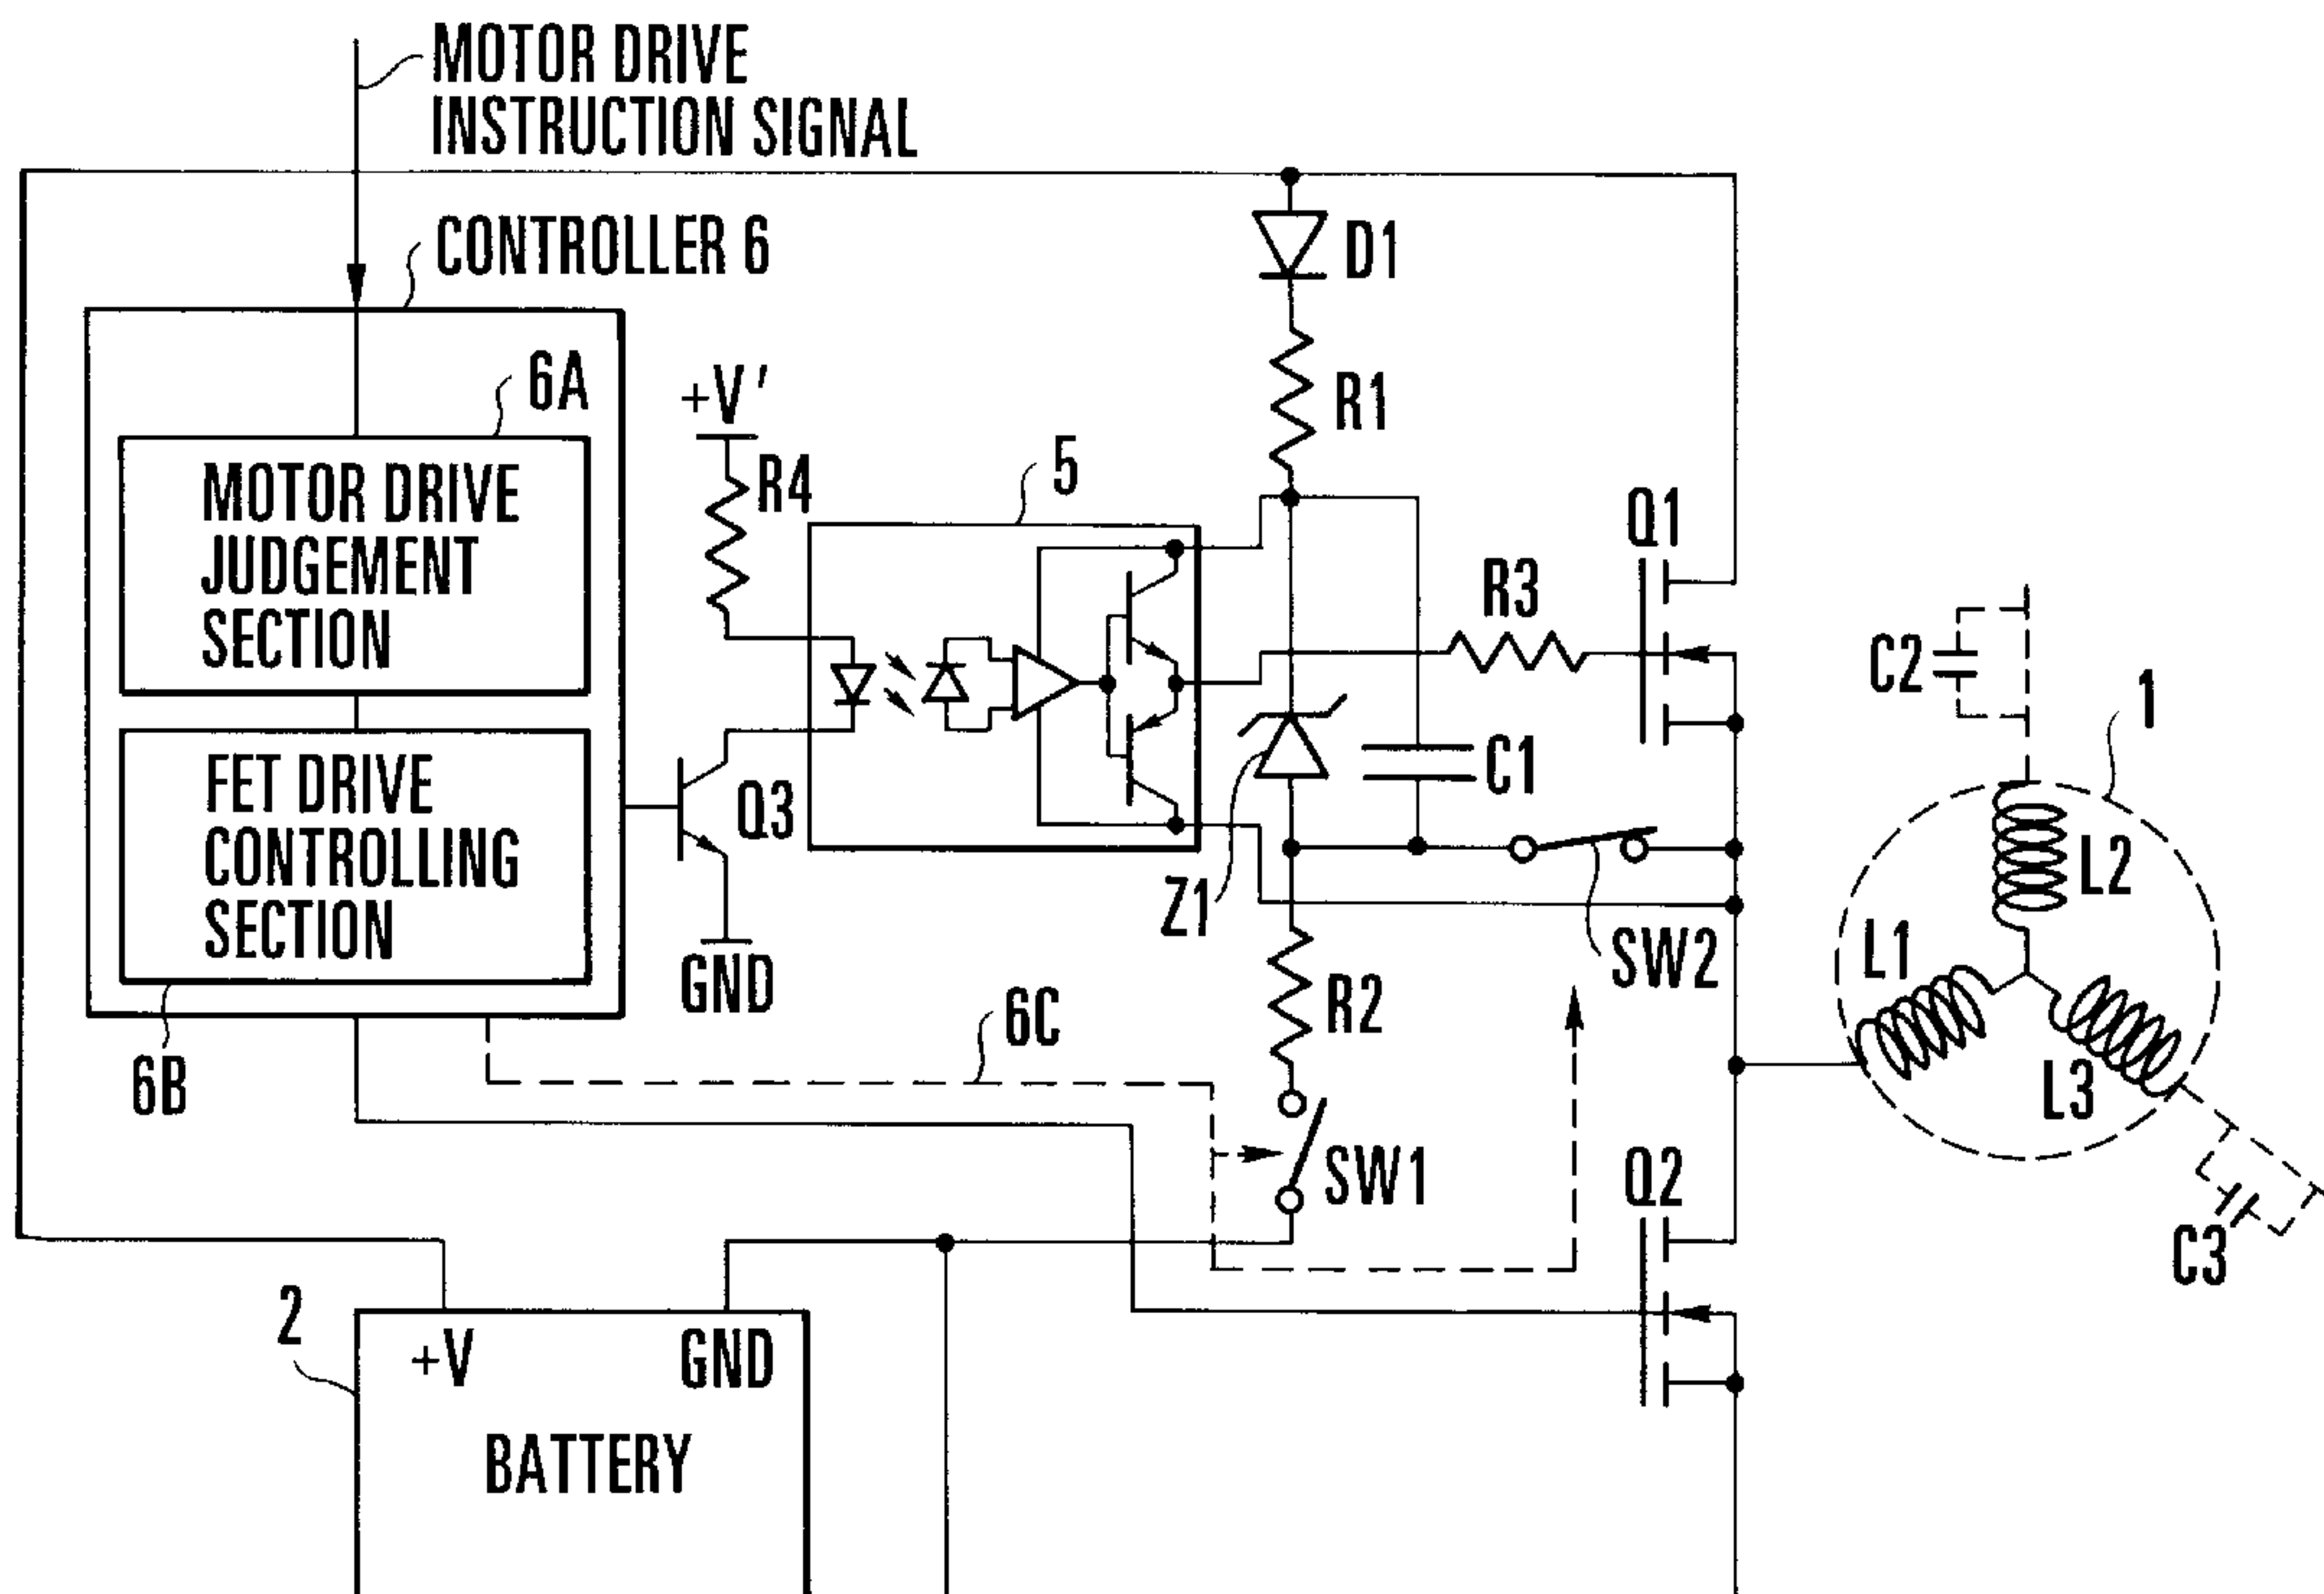 MOTOR DRIVE
INSTRUCTION SIGNAL
CONTROLLER 6
D1
6A
+V'
R1
5
R4
MOTOR DRIVE
JUDGEMENT
SECTION
Q1
R3
C2
1
FET DRIVE
CONTROLLING
SECTION
Q3
C1
L2
Z1
SW2
L1
GND
R2
6C
6B
L3
SW1
Q2
C3
2
+V
GND
BATTERY